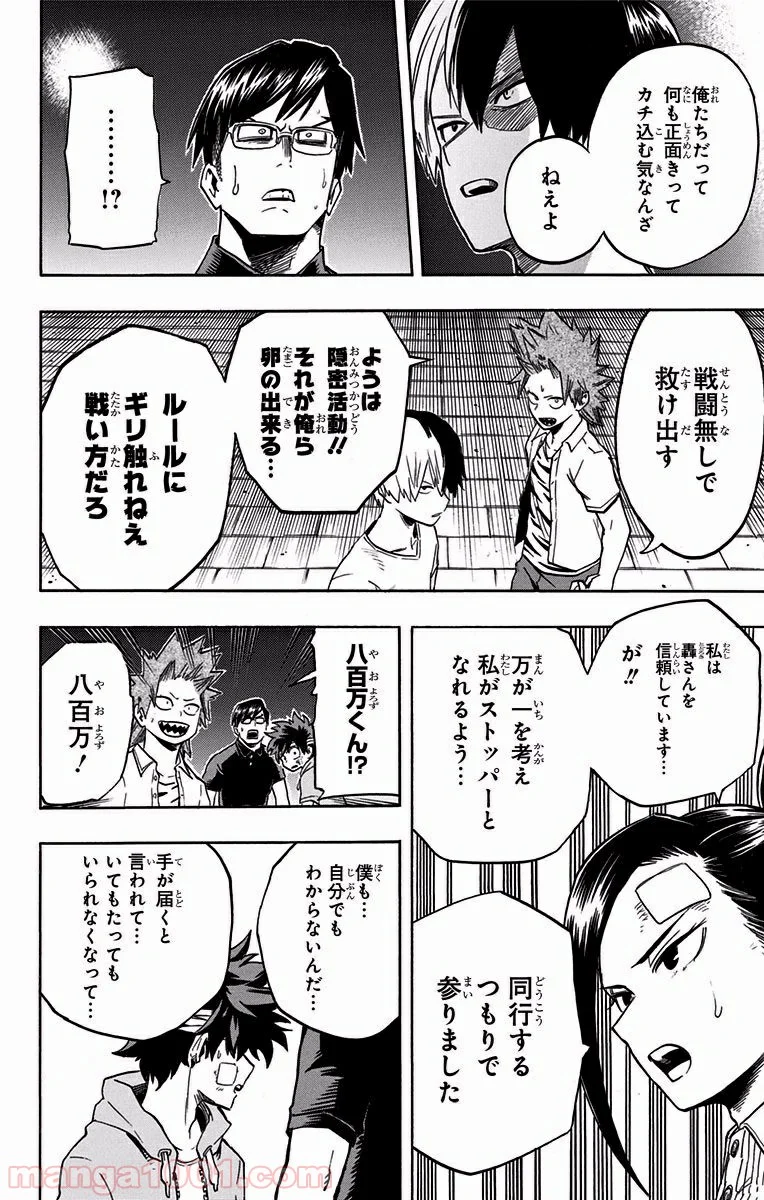 俺たちだって
何も正面きって
カチ込む気なんざ
ねえよ
………
!?
戦闘無しで
救け出す
ようは
隠密活動!!
それが俺ら
卵の出来る…
ルールに
ギリ触れねえ
戦い方だろ
私は
轟さんを
信頼しています…
が!!
万が一を考え
私がストッパーと
なれるよう…
同行する
つもりで
参りました
八百万くん!?
八百万!
僕も…
自分でも
わからないんだ…
手が届くと
言われて…
いてもたっても
いられなくなって…
manga1001.com